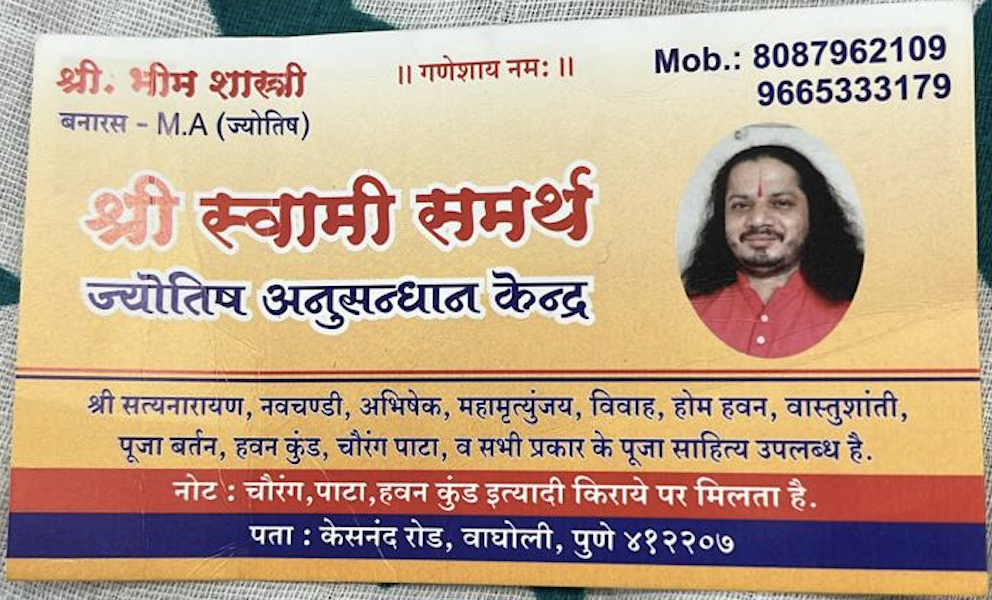 श्री. भीम शास्त्री
बनारस - M.A (ज्योतिष)
।। गणेशाय नमः ।।
Mob.: 8087962109
9665333179
श्री स्वामी समर्थ
ज्योतिष अनुसन्धान केन्द्र
श्री सत्यनारायण, नवचण्डी, अभिषेक, महामृत्युंजय, विवाह, होम हवन, वास्तुशांती,
पूजा बर्तन, हवन कुंड, चौरंग पाटा, व सभी प्रकार के पूजा साहित्य उपलब्ध है.
नोट : चौरंग,पाटा,हवन कुंड इत्यादी किराये पर मिलता है.
पता : केसनंद रोड, वाघोली, पुणे ४१२२०७